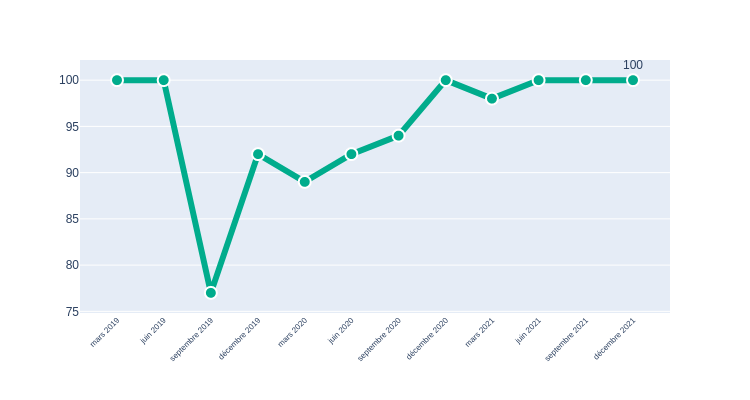 100
100
95
90
85
80
75
mars 2019
juin 2019
septembre 2019
décembre 2019
mars 2020
juin 2020
septembre 2020
décembre 2020
mars 2021
juin 2021
septembre 2021
décembre 2021